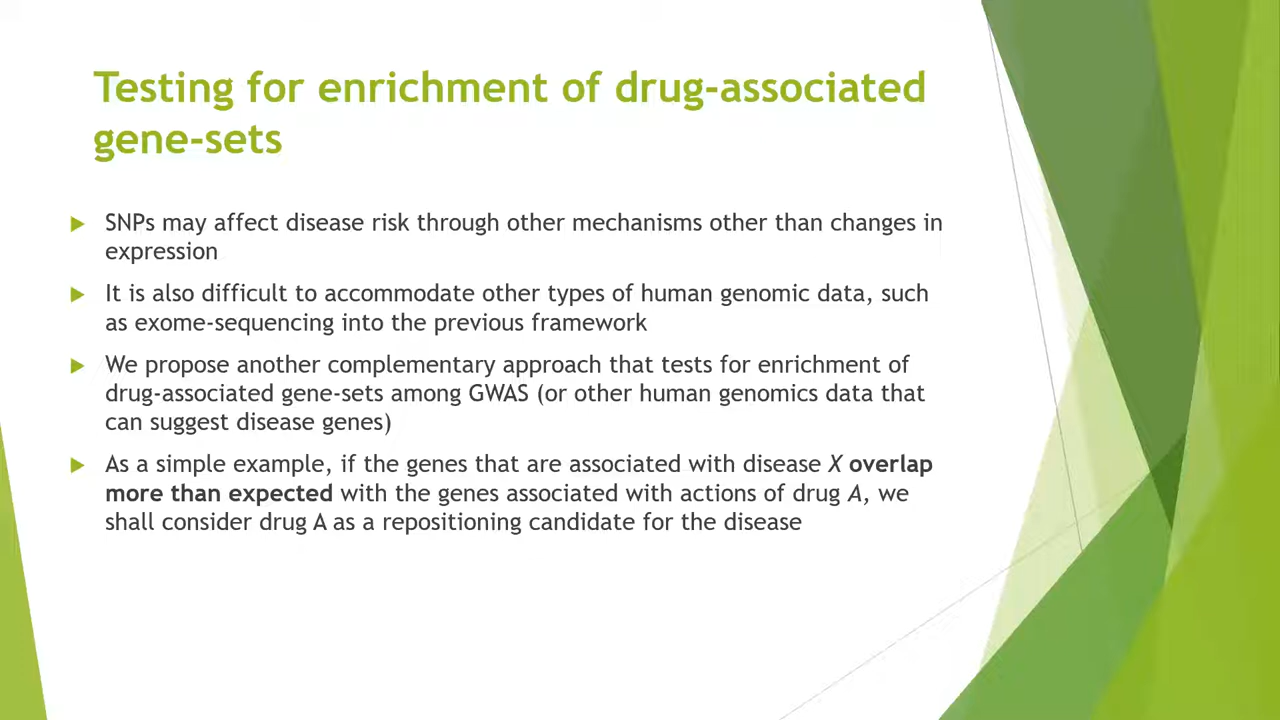 Testing for enrichment of drug-associated
gene-sets
SNPs may affect disease risk through other mechanisms other than changes in
expression
It is also difficult to accommodate other types of human genomic data, such
as exome-sequencing into the previous framework
We propose another complementary approach that tests for enrichment of
drug-associated gene-sets among GWAS (or other human genomics data that
can suggest disease genes)
As a simple example, if the genes that are associated with disease X overlap
more than expected with the genes associated with actions of drug A, we
shall consider drug A as a repositioning candidate for the disease